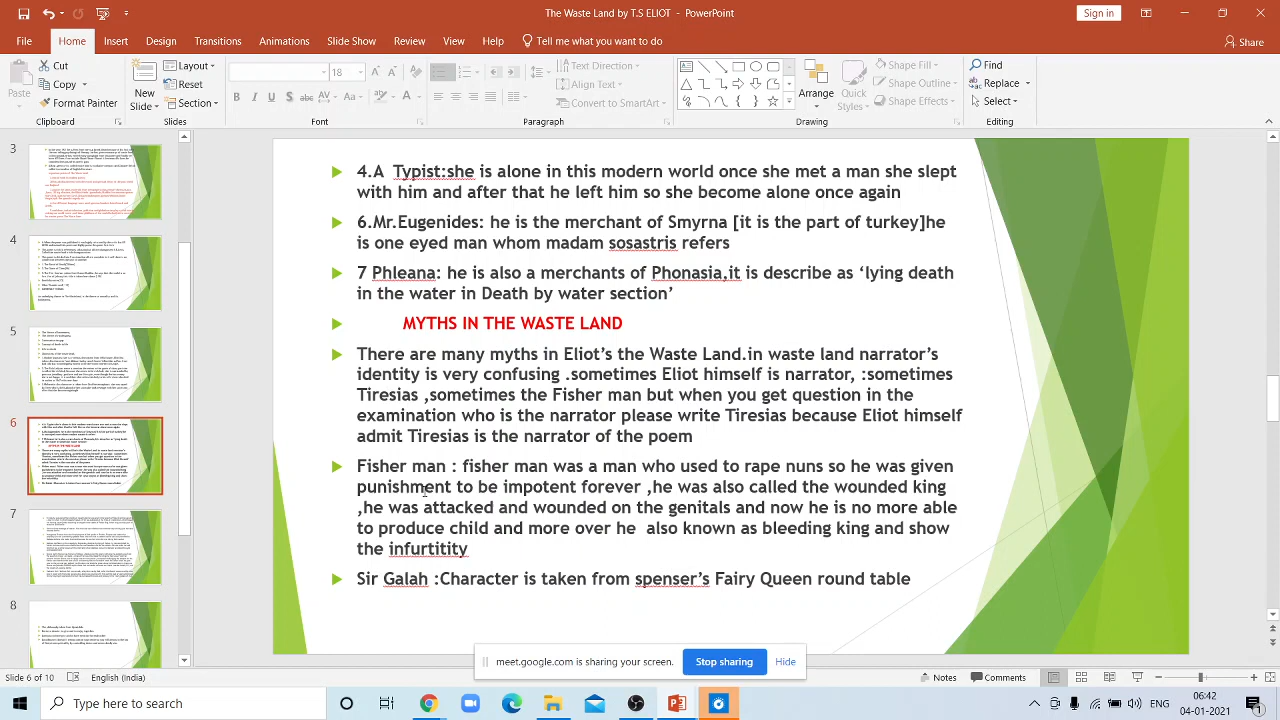 The Waste Land by T.S ELIOT - PowerPoint
Sign in
File Home Insert Design Transitions Animations Slide Show Review View Help Tell me what you want to do Share
Paste Cut Copy Format Painter
Clipboard
New Slide Layout Reset Section
Slides
18
Font
Text Direction Align Text Convert to SmartArt
Paragraph
Arrange Quick Styles Shape Fill Shape Outline Shape Effects
Drawing
Find Replace Select
Editing
3
5
8
4.A Typist:she is alone in this modern world once she met a man she slept
with him and afterthat he left him so she become alone once again
6.Mr.Eugenides: he is the merchant of Smyrna [it is the part of turkey]he
is one eyed man whom madam sosastris refers
7 Phleana: he is also a merchants of Phonasia,it is describe as ‘lying death
in the water in Death by water section’
MYTHS IN THE WASTE LAND
There are many myths in Eliot’s the Waste Land.In waste land narrator’s
identity is very confusing .sometimes Eliot himself is narrator, :sometimes
Tiresias ,sometimes the Fisher man but when you get question in the
examination who is the narrator please write Tiresias because Eliot himself
admit Tiresias is the narrator of the poem
Fisher man : fisherman was a man who used to rape nuns so he was given
punishment to be impotent forever ,he was also called the wounded king
,he was attacked and wounded on the genitals and now he is no more able
to produce child and more over he also known as bleeding king and show
the infurtitity
Sir Galah :Character is taken from spenser’s Fairy Queen round table
meet.google.com is sharing your screen. Stop sharing Hide
Slide 6 of 10 English (India) Notes Comments
Type here to search
06:42
04-01-2021